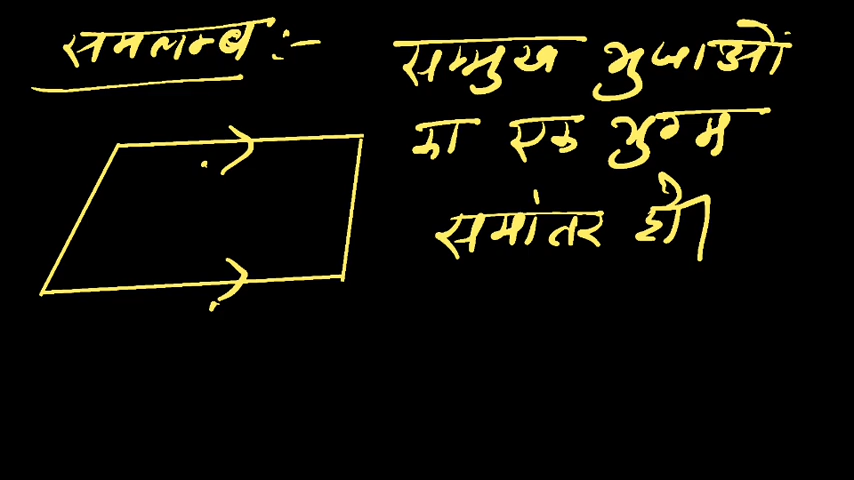 समलम्ब :-
सम्मुख भुजाओं
का एक युग्म
समांतर हो।